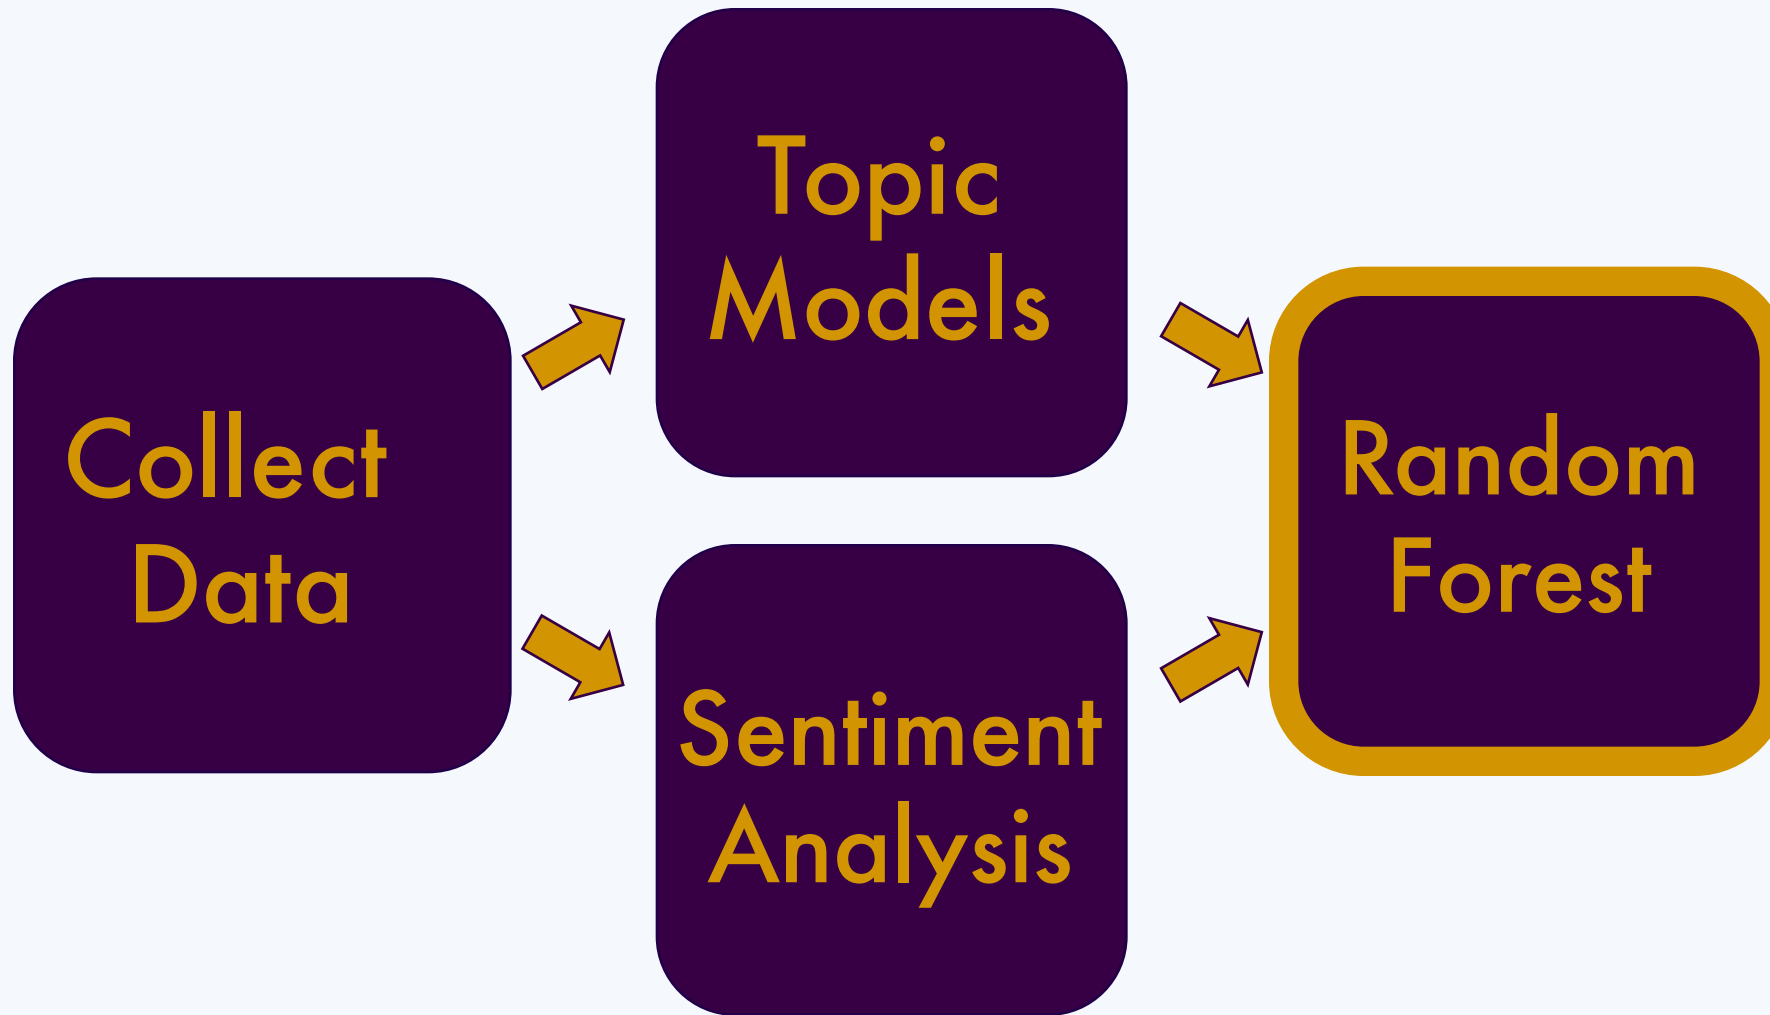 Collect
Data
Topic
Models
Sentiment
Analysis
Random
Forest